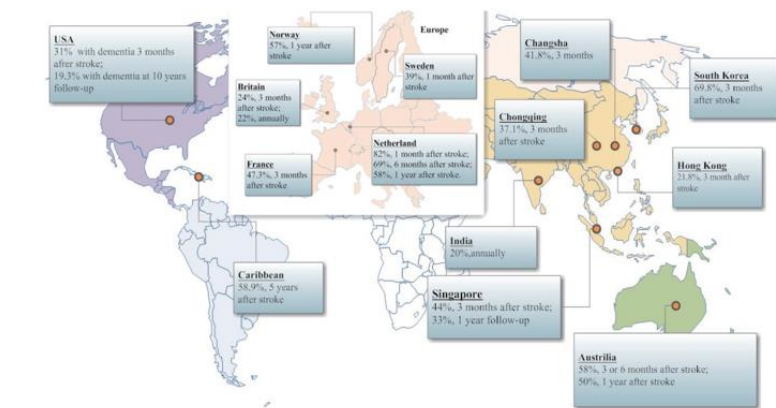 USA
31% with dementia 3 months
afrer stroke;
19.3% with dementia at 10 years
follow-up
Norway
57%, 1 year after
stroke
Europe
Sweden
39%, 1 month after
stroke
Britain
24%, 3 months
after stroke;
22%, annually
France
47.3%, 3 months
after stroke
Netherland
82%, 1 month after stroke;
69%, 6 months after stroke;
58%, 1 year after stroke.
Changsha
41.8%, 3 months
South Korea
69.8%, 3 months
after stroke
Chongqing
37.1%, 3 months
after stroke
Hong Kong
21.8%, 3 month after
stroke
India
20%,annually
Caribbean
58.9%, 5 years
after stroke
Singapore
44%, 3 months after stroke;
33%, 1 year follow-up
Austrilia
58%, 3 or 6 months after stroke;
50%, 1 year after stroke